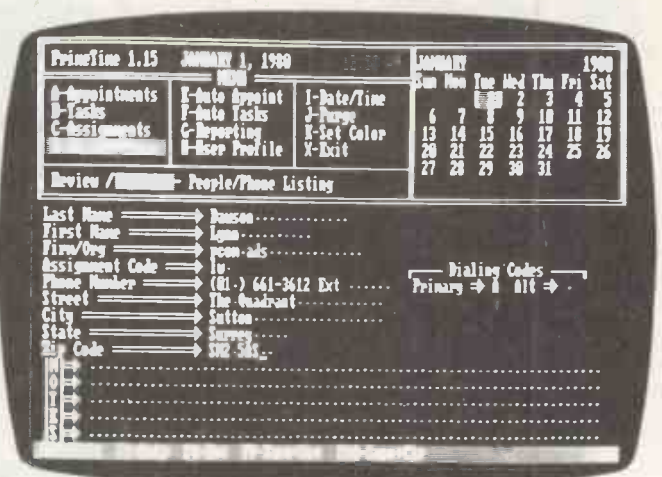 PrimeTime 1.15 JANUARY 1, 1980
MENU
A-Appointments E-Auto Appoint I-Date/Time
B-Tasks F-Auto Tasks J-Purge
C-Assignments G-Reporting K-Set Color
H-User Profile X-Exit
Review / - People/Phone Listing
JANUARY 1980
Sun Mon Tue Wed Thu Fri Sat
2 3 4 5
6 7 8 9 10 11 12
13 14 15 16 17 18 19
20 21 22 23 24 25 26
27 28 29 30 31
Last Name Dawson
First Name Lynn
Firm/Org pcon-ads
Assignment Code
Phone Number (01-) 661-3612 Ext
Street The Quadrant
City Sutton
State Surrey
Code SM2 5AS
Dialing Codes
Primary ⇒ Alt ⇒
N
O
T
E
S